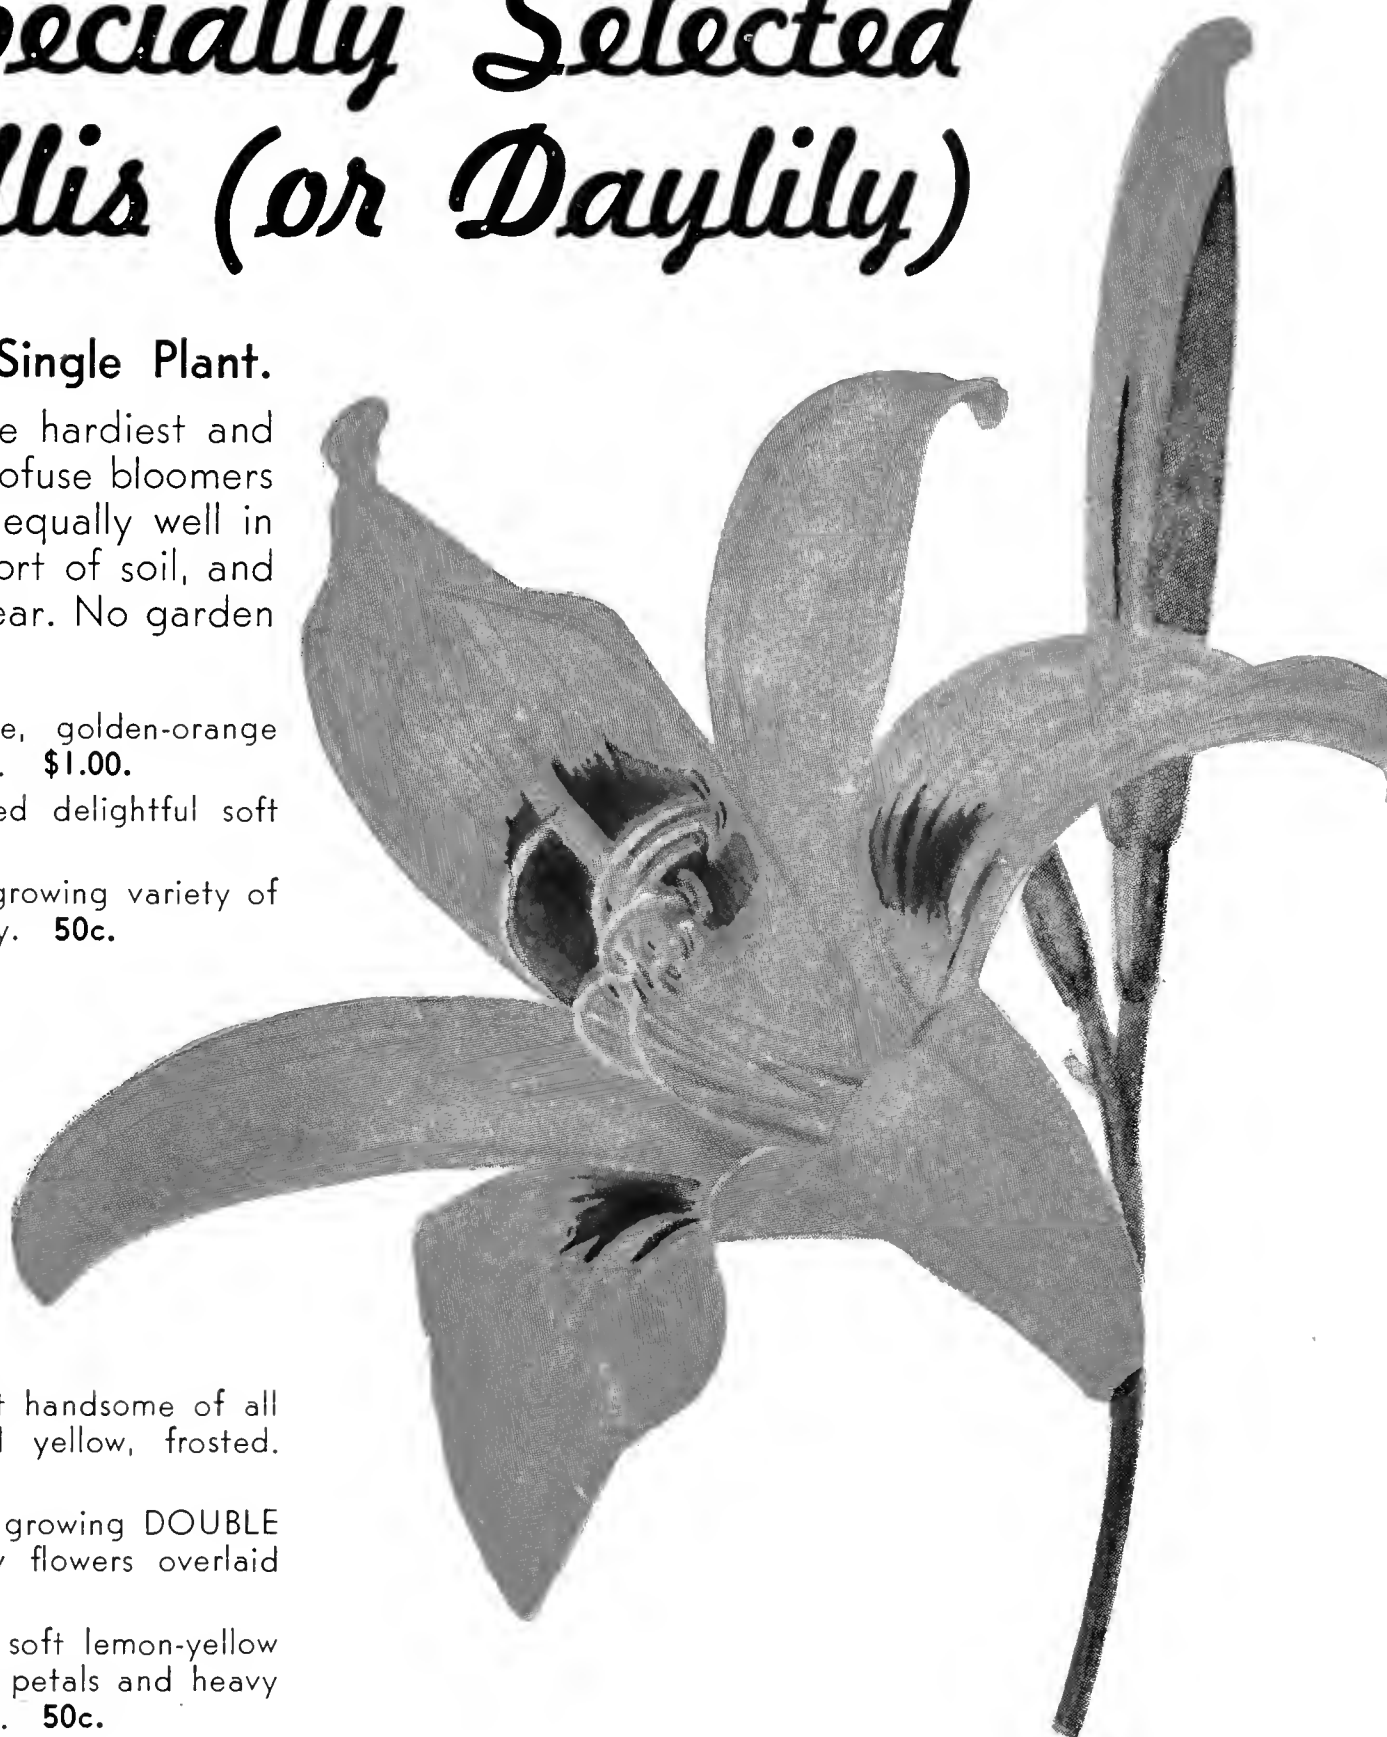 ecially Selected
llis (or Daylily)
Single Plant.
e hardiest and
ofuse bloomers
equally well in
ort of soil, and
ear. No garden
e, golden-orange
. $1.00.
ed delightful soft
growing variety of
y. 50c.
t handsome of all
l yellow, frosted.
growing DOUBLE
y flowers overlaid
soft lemon-yellow
petals and heavy
. 50c.